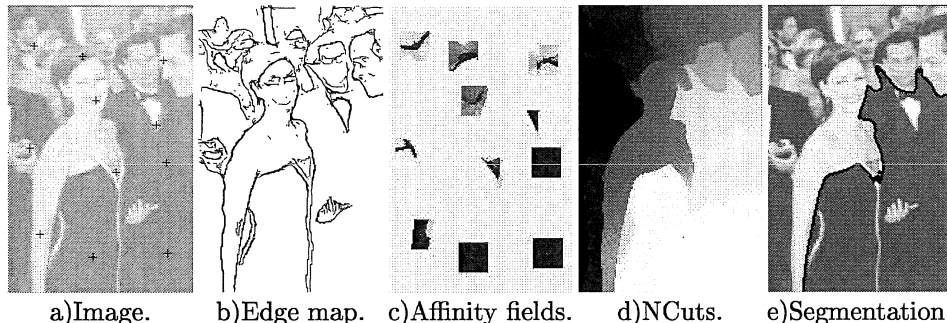 a)Image. b)Edge map. c)Affinity fields. d)NCuts. e)Segmentation